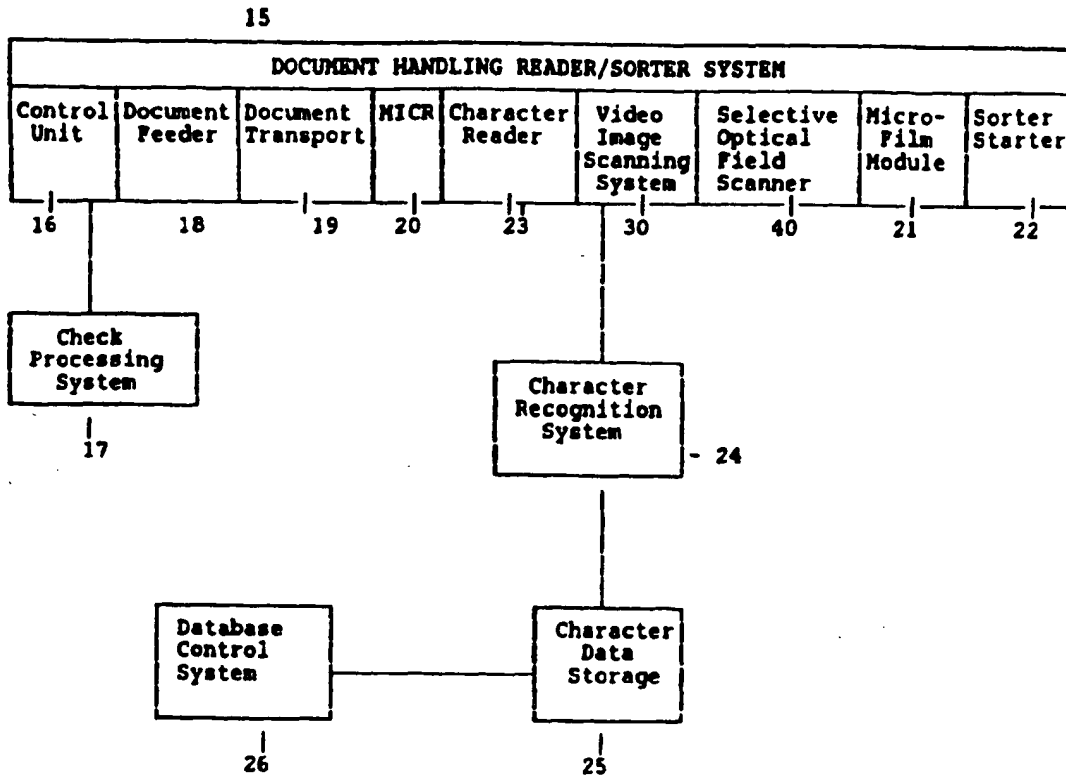 15
DOCUMENT HANDLING READER/SORTER SYSTEM
Control Unit
Document Feeder
Document Transport
MICR
Character Reader
Video Image Scanning System
Selective Optical Field Scanner
Micro-Film Module
Sorter Starter
16
18
19
20
23
30
40
21
22
Check
Processing
System
17
Character
Recognition
System
- 24
Database
Control
System
26
Character
Data
Storage
25